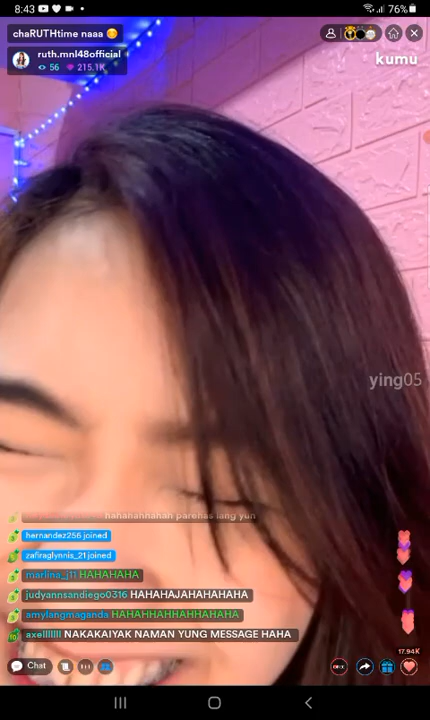 8:43
76%
chaRUTHtime naaa
ruth.mnl48official
56 215.1K
kumu
ying05
hahahahhahah parehas lang yun
hernandez256 joined
zafiraglynnis_21 joined
marlina_j11 HAHAHAHA
judyannsandiego0316 HAHAHAJAHAHAHAHA
amylangmaganda HAHAHHAHHAHHAHAHA
axelllllll NAKAKAIYAK NAMAN YUNG MESSAGE HAHA
17.94K
Chat